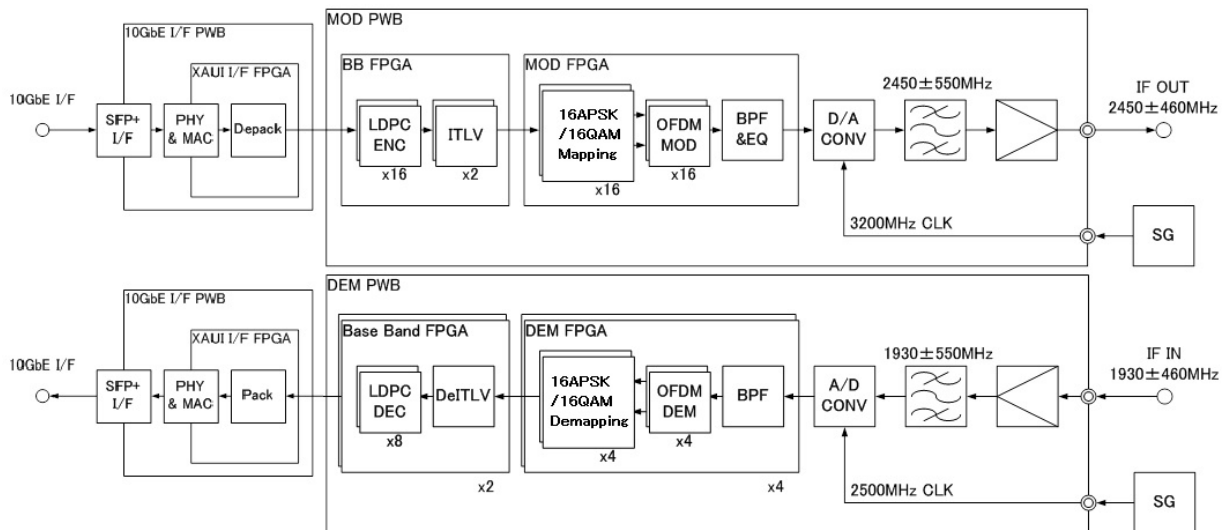 MOD PWB
10GbE I/F PWB
XAUI I/F FPGA
BB FPGA
MOD FPGA
10GbE I/F
SFP+
I/F
PHY
& MAC
Depack
LDPC
ENC
x16
ITLV
x2
16APSK
/16QAM
Mapping
x16
OFDM
MOD
x16
BPF
&EQ
D/A
CONV
2450±550MHz
IF OUT
2450±460MHz
3200MHz CLK
SG
DEM PWB
10GbE I/F PWB
XAUI I/F FPGA
Base Band FPGA
DEM FPGA
10GbE I/F
SFP+
I/F
PHY
& MAC
Pack
LDPC
DEC
x8
DeITLV
x2
16APSK
/16QAM
Demapping
x4
OFDM
DEM
x4
BPF
x4
A/D
CONV
1930±550MHz
IF IN
1930±460MHz
2500MHz CLK
SG